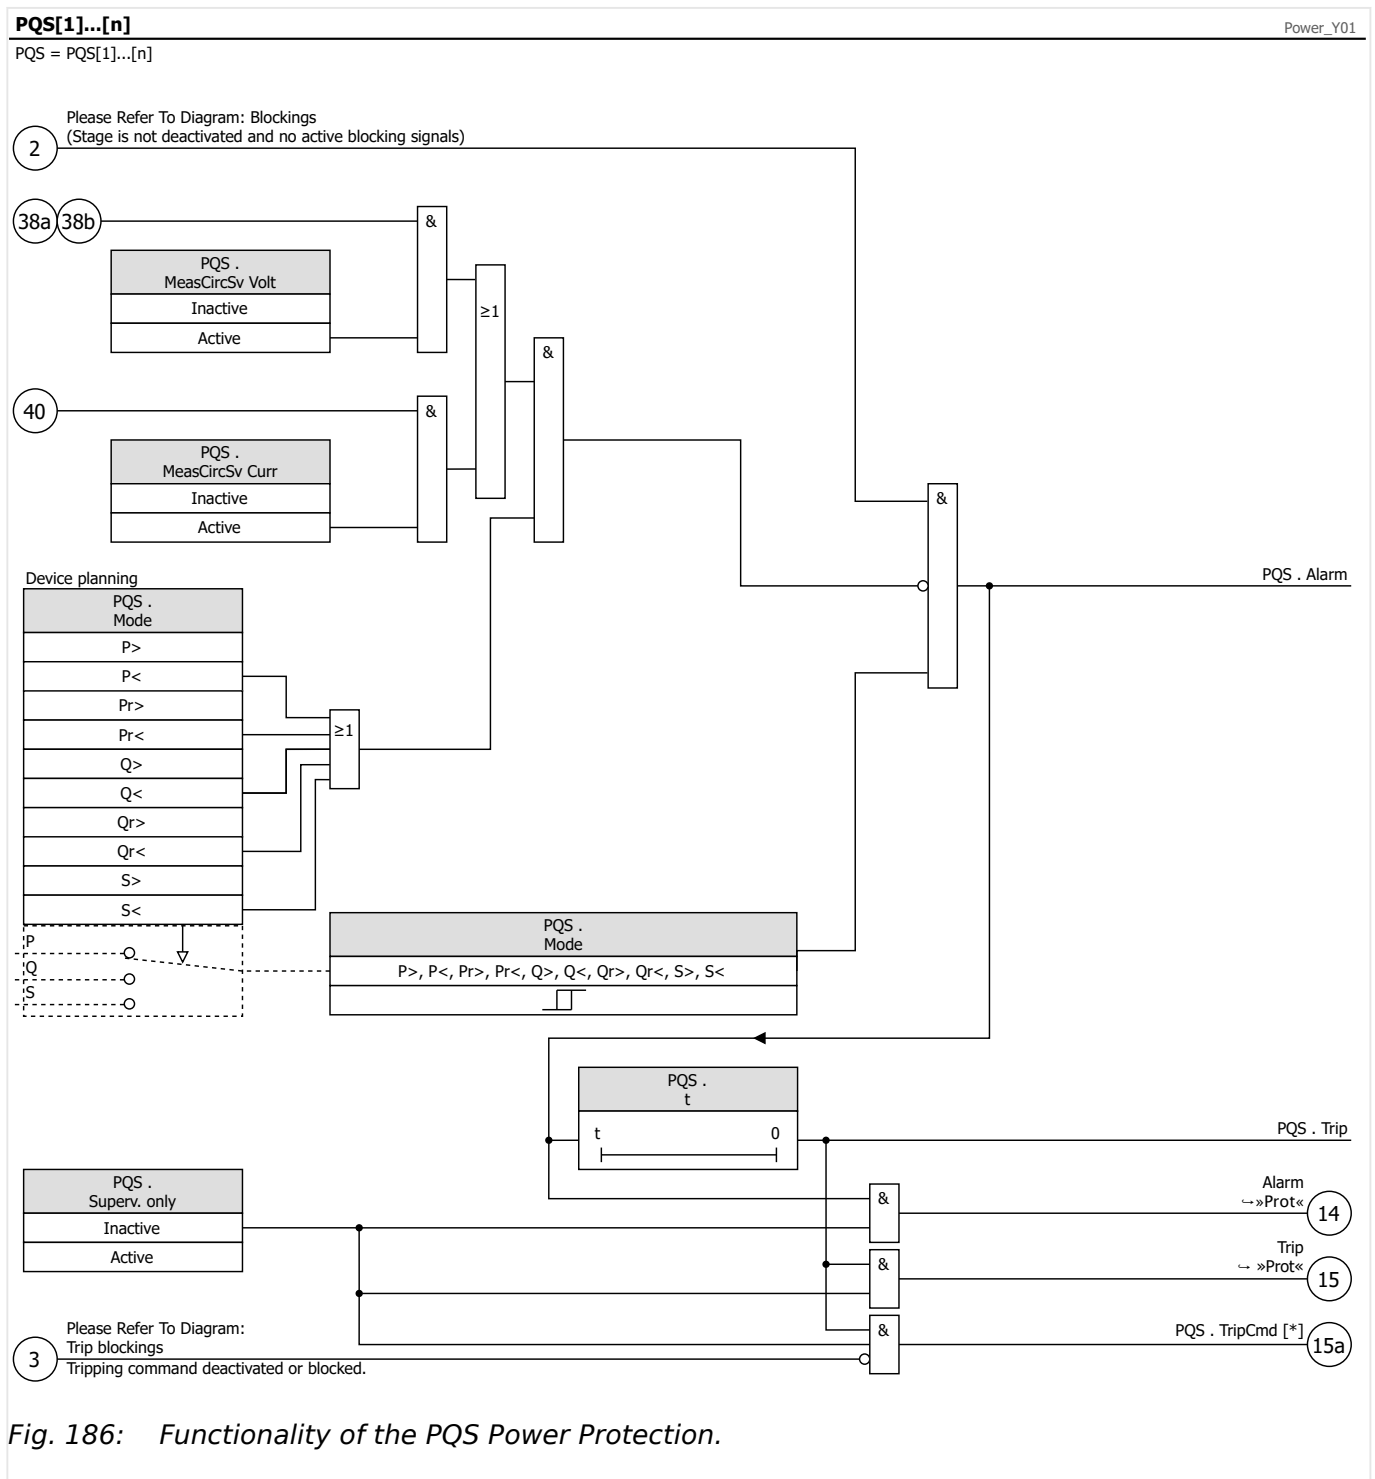 PQS[1]...[n]
Power_Y01
PQS = PQS[1]...[n]
Please Refer To Diagram: Blockings
(Stage is not deactivated and no active blocking signals)
2
38a 38b
&
PQS .
MeasCircSv Volt
Inactive
Active
≥1
&
40
&
PQS .
MeasCircSv Curr
Inactive
Active
&
Device planning
PQS .
Mode
P>
P<
Pr>
Pr<
Q>
Q<
Qr>
Qr<
S>
S<
≥1
PQS . Alarm
P
Q
S
PQS .
Mode
P>, P<, Pr>, Pr<, Q>, Q<, Qr>, Qr<, S>, S<
PQS .
t
t 0
PQS . Trip
PQS .
Superv. only
Inactive
Active
&
Alarm
↪»Prot«
14
&
Trip
↪ »Prot«
15
Please Refer To Diagram:
Trip blockings
Tripping command deactivated or blocked.
3
&
PQS . TripCmd [*]
15a
Fig. 186: Functionality of the PQS Power Protection.